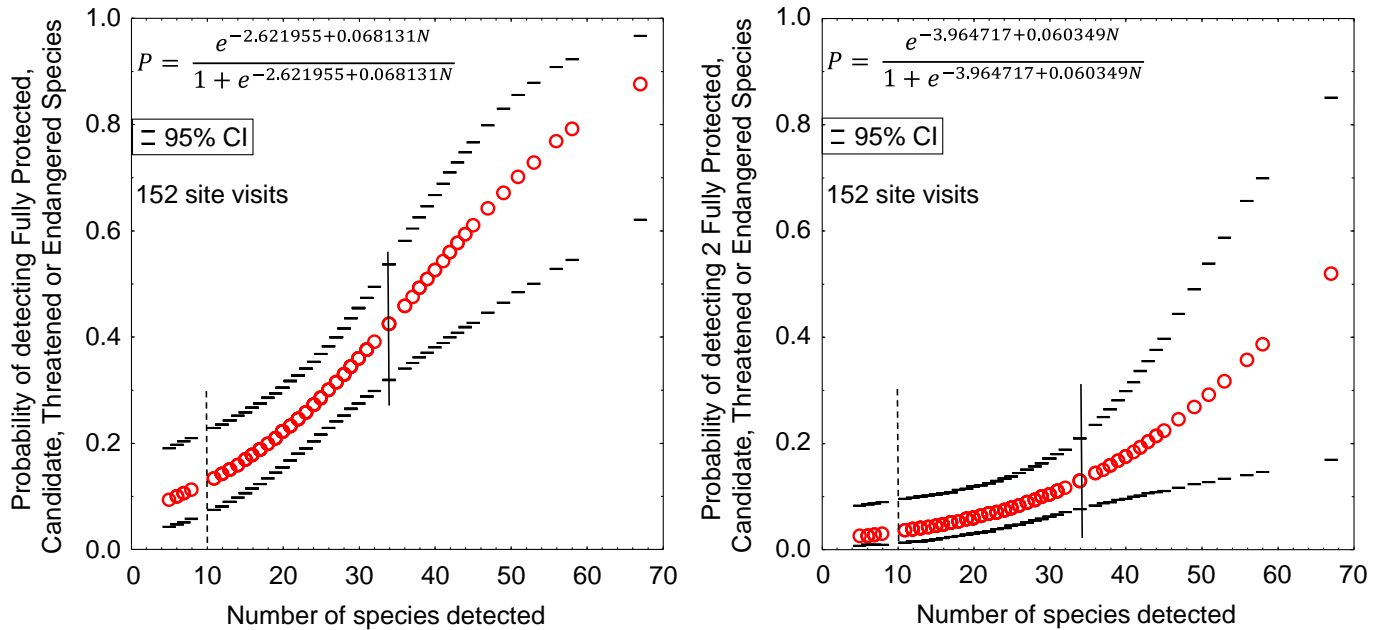 Probability of detecting Fully Protected,
Candidate, Threatened or Endangered Species
1.0
0.8
0.6
0.4
0.2
0.0
P = e^{-2.621955+0.068131N} / 1 + e^{-2.621955+0.068131N}
95% CI
152 site visits
0 10 20 30 40 50 60 70
Number of species detected
Probability of detecting 2 Fully Protected,
Candidate, Threatened or Endangered Species
1.0
0.8
0.6
0.4
0.2
0.0
P = e^{-3.964717+0.060349N} / 1 + e^{-3.964717+0.060349N}
95% CI
152 site visits
0 10 20 30 40 50 60 70
Number of species detected